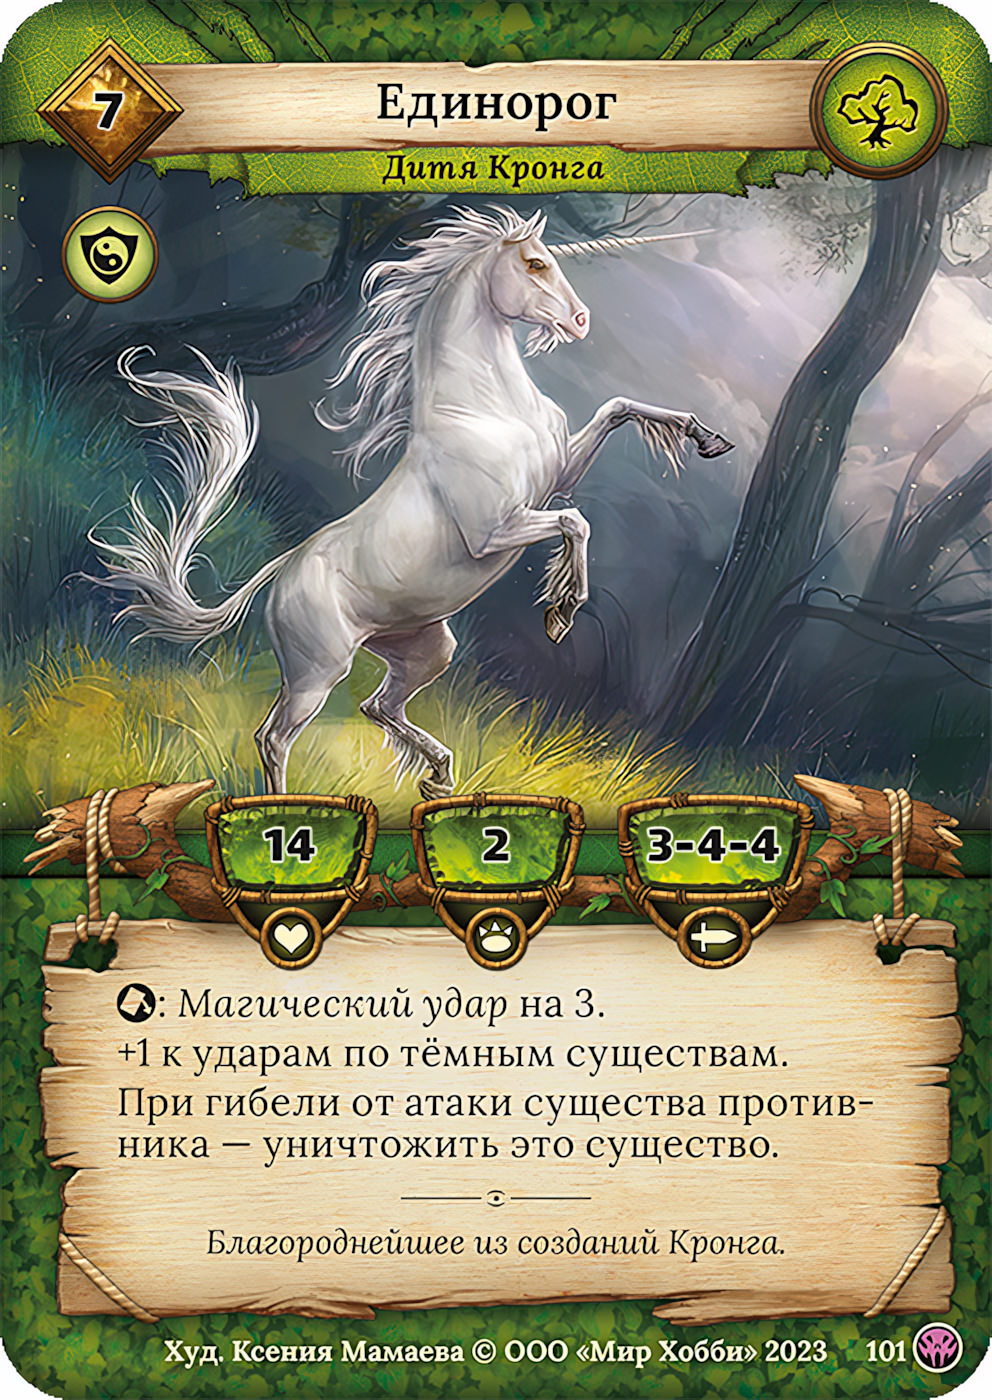 7
Единорог
Дитя Кронга
14
2
3-4-4
: Магический удар на 3.
+1 к ударам по тёмным существам.
При гибели от атаки существа против-
ника — уничтожить это существо.
Благороднейшее из созданий Кронга.
Худ. Ксения Мамаева © ООО «Мир Хобби» 2023
101